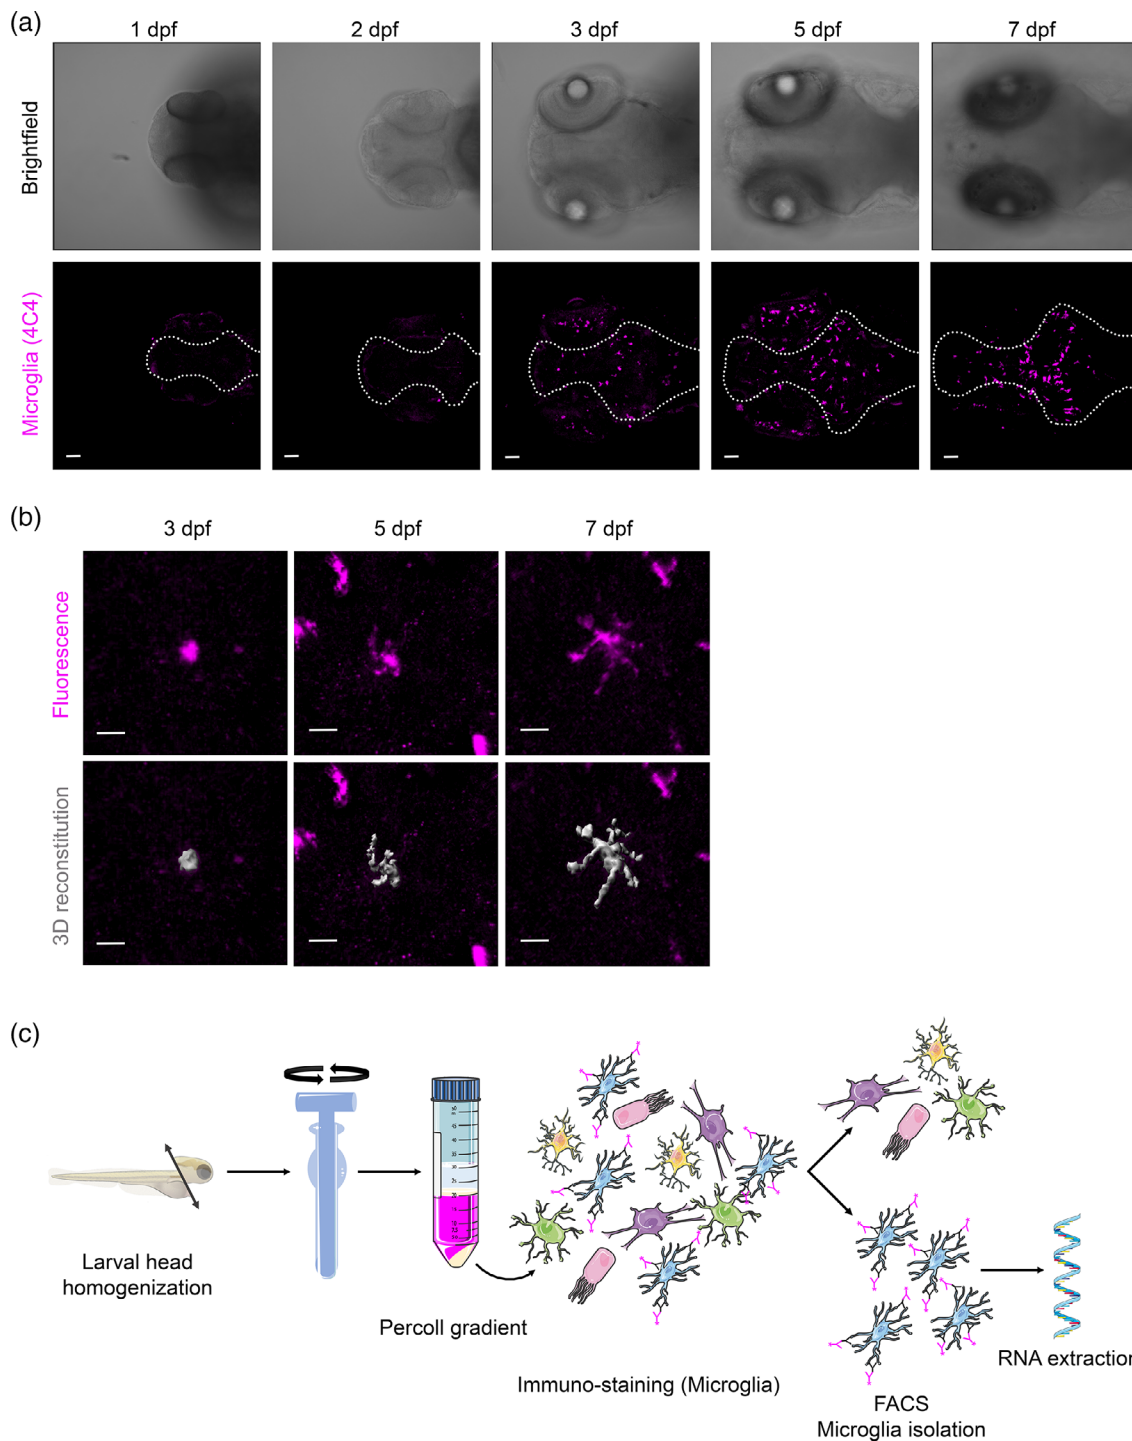 (a)
1 dpf
2 dpf
3 dpf
5 dpf
7 dpf
Brightfield
Microglia (4C4)
(b)
3 dpf
5 dpf
7 dpf
Fluorescence
3D reconstitution
(c)
Larval head
homogenization
Percoll gradient
Immuno-staining (Microglia)
FACS
Microglia isolation
RNA extraction